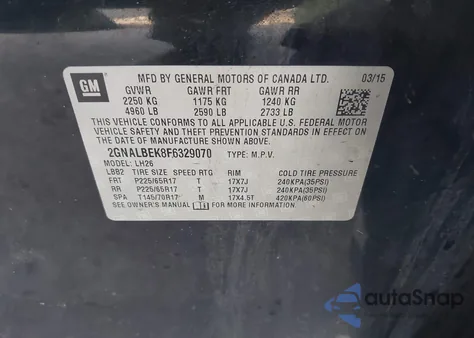 GM
MFD BY GENERAL MOTORS OF CANADA LTD. 03/15
GVWR GAWR FRT GAWR RR
2250 KG 1175 KG 1240 KG
4960 LB 2590 LB 2733 LB
THIS VEHICLE CONFORMS TO ALL APPLICABLE U.S. FEDERAL MOTOR
VEHICLE SAFETY, BUMPER, AND THEFT PREVENTION STANDARDS
IN EFFECT ON THE DATE OF MANUFACTURE SHOWN ABOVE.
2GNALBEK8F6329070 TYPE: M.P.V.
MODEL: LH26
LBB2 TIRE SIZE SPEED RTG RIM COLD TIRE PRESSURE
FRT P225/65R17 T 17X7J 240KPA(35PSI)
RR P225/65R17 T 17X7J 240KPA(35PSI)
SPA T145/70R17 M 17X4.5T 420KPA(60PSI)
SEE OWNER'S MANUAL FOR MORE INFORMATION.
autoSnap